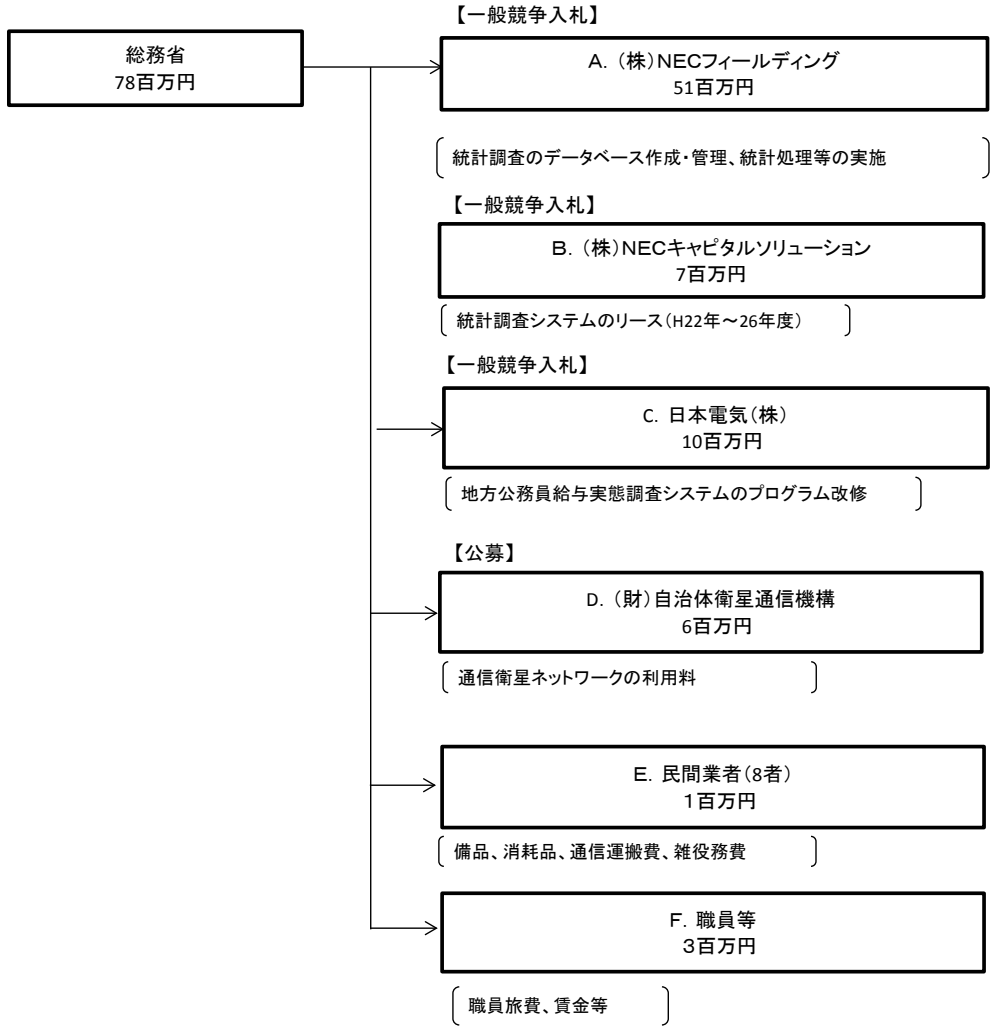 【一般競争入札】
総務省
78百万円
A. (株)NECフィールディング
51百万円
統計調査のデータベース作成・管理、統計処理等の実施
【一般競争入札】
B. (株)NECキャピタルソリューション
7百万円
統計調査システムのリース(H22年～26年度)
【一般競争入札】
C. 日本電気(株)
10百万円
地方公務員給与実態調査システムのプログラム改修
【公募】
D. (財)自治体衛星通信機構
6百万円
通信衛星ネットワークの利用料
E. 民間業者(8者)
1百万円
備品、消耗品、通信運搬費、雑役務費
F. 職員等
3百万円
職員旅費、賃金等